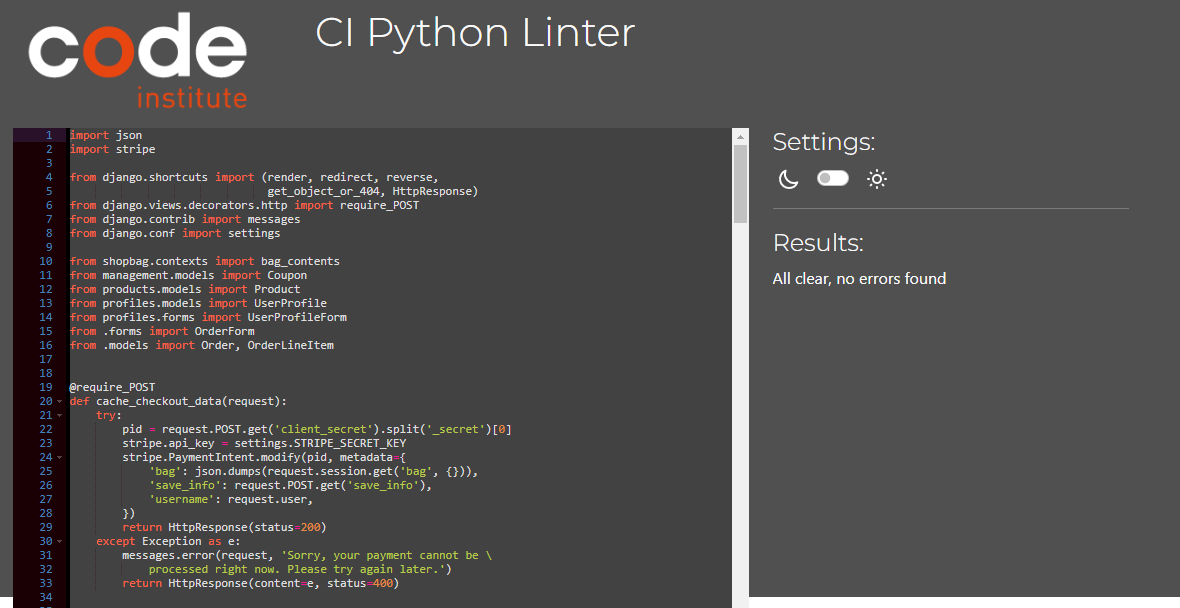 code
institute
CI Python Linter
1 import json
2 import stripe
3
4 from django.shortcuts import (render, redirect, reverse,
5                               get_object_or_404, HttpResponse)
6 from django.views.decorators.http import require_POST
7 from django.contrib import messages
8 from django.conf import settings
9
10 from shopbag.contexts import bag_contents
11 from management.models import Coupon
12 from products.models import Product
13 from profiles.models import UserProfile
14 from profiles.forms import UserProfileForm
15 from .forms import OrderForm
16 from .models import Order, OrderLineItem
17
18
19 @require_POST
20 def cache_checkout_data(request):
21     try:
22         pid = request.POST.get('client_secret').split('_secret')[0]
23         stripe.api_key = settings.STRIPE_SECRET_KEY
24         stripe.PaymentIntent.modify(pid, metadata={
25             'bag': json.dumps(request.session.get('bag', {})),
26             'save_info': request.POST.get('save_info'),
27             'username': request.user,
28         })
29         return HttpResponse(status=200)
30     except Exception as e:
31         messages.error(request, 'Sorry, your payment cannot be \
32             processed right now. Please try again later.')
33         return HttpResponse(content=e, status=400)
34
Settings:
Results:
All clear, no errors found